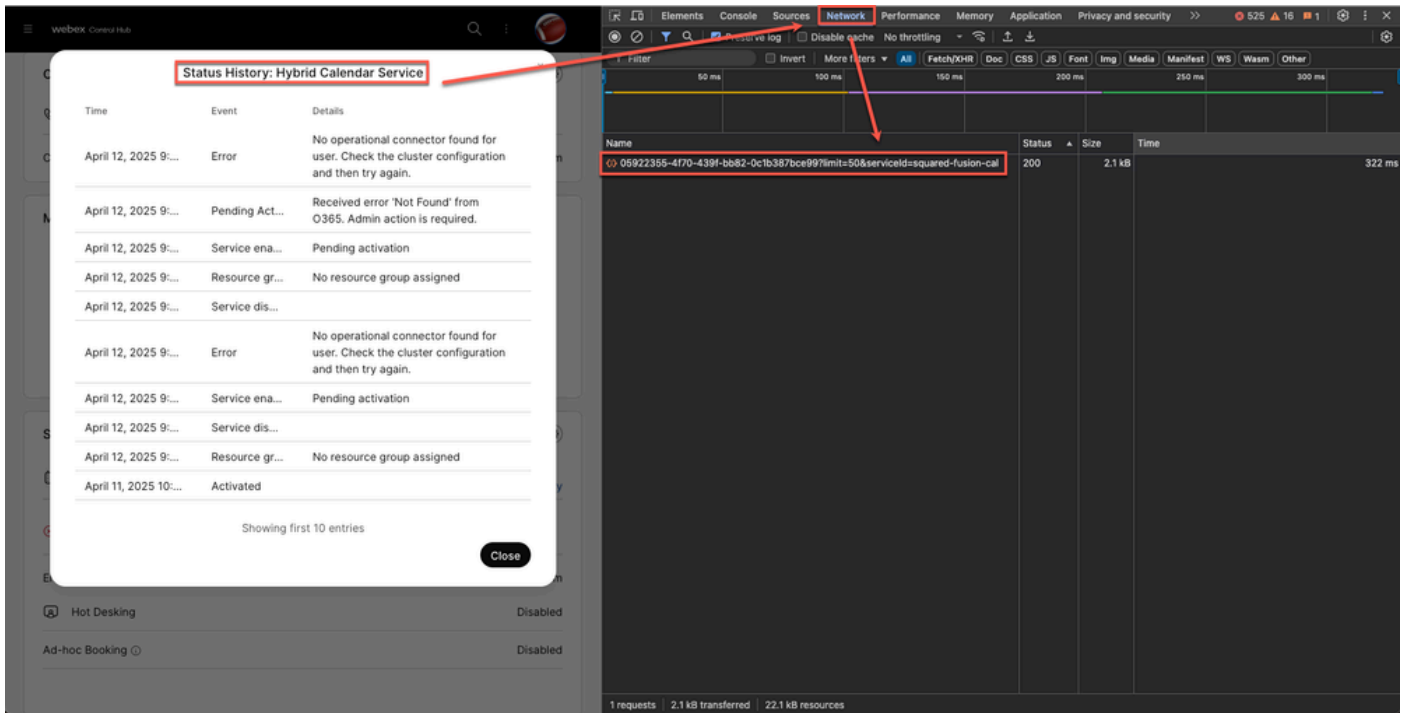 webex Control Hub
Status History: Hybrid Calendar Service
Time Event Details
April 12, 2025 9:... Error No operational connector found for
user. Check the cluster configuration
and then try again.
April 12, 2025 9:... Pending Act... Received error 'Not Found' from
O365. Admin action is required.
April 12, 2025 9:... Service ena... Pending activation
April 12, 2025 9:... Resource gr... No resource group assigned
April 12, 2025 9:... Service dis...
April 12, 2025 9:... Error No operational connector found for
user. Check the cluster configuration
and then try again.
April 12, 2025 9:... Service ena... Pending activation
April 12, 2025 9:... Service dis...
April 12, 2025 9:... Resource gr... No resource group assigned
April 11, 2025 10:... Activated
Showing first 10 entries
Close
Hot Desking Disabled
Ad-hoc Booking Disabled
Elements Console Sources Network Performance Memory Application Privacy and security 525 16 1
Preserve log Disable cache No throttling
Filter Invert More filters All Fetch/XHR Doc CSS JS Font Img Media Manifest WS Wasm Other
50 ms 100 ms 150 ms 200 ms 250 ms 300 ms
Name Status Size Time
05922355-4f70-439f-bb82-0c1b387bce99?limit=50&serviceId=squared-fusion-cal 200 2.1 kB 322 ms
1 requests 2.1 kB transferred 22.1 kB resources